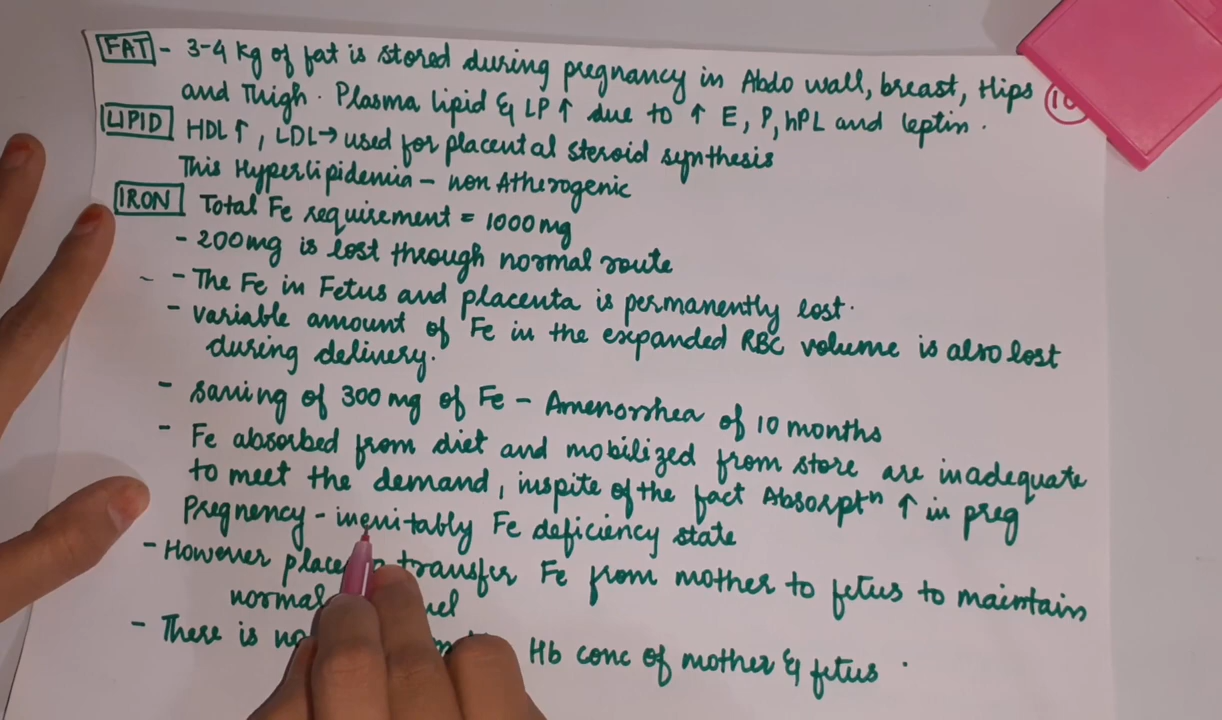 FAT - 3-4 kg of fat is stored during pregnancy in Abdo wall, breast, Hips
and Thigh. Plasma lipid & LP ↑ due to ↑ E, P, hPL and leptin.
LIPID HDL↑, LDL→ used for placental steroid synthesis
This Hyperlipidemia - non Atherogenic
IRON Total Fe requirement = 1000mg
- 200mg is lost through normal route
- The Fe in Fetus and placenta is permanently lost.
- variable amount of Fe in the expanded RBC volume is also lost
during delivery.
- saving of 300 mg of Fe - Amenorrhea of 10 months
- Fe absorbed from diet and mobilized from store are inadequate
to meet the demand, inspite of the fact Absorptⁿ ↑ in preg
Pregnency - inevitably Fe deficiency state
- However transfer Fe from mother to fetus to maintain
normal
- There is Hb conc of mother & fetus.